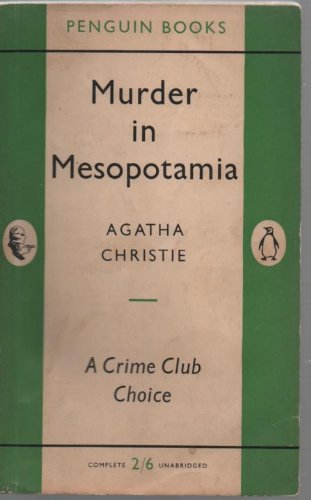 PENGUIN BOOKS
Murder
in
Mesopotamia
AGATHA
CHRISTIE
A Crime Club
Choice
COMPLETE 2/6 UNABRIDGED